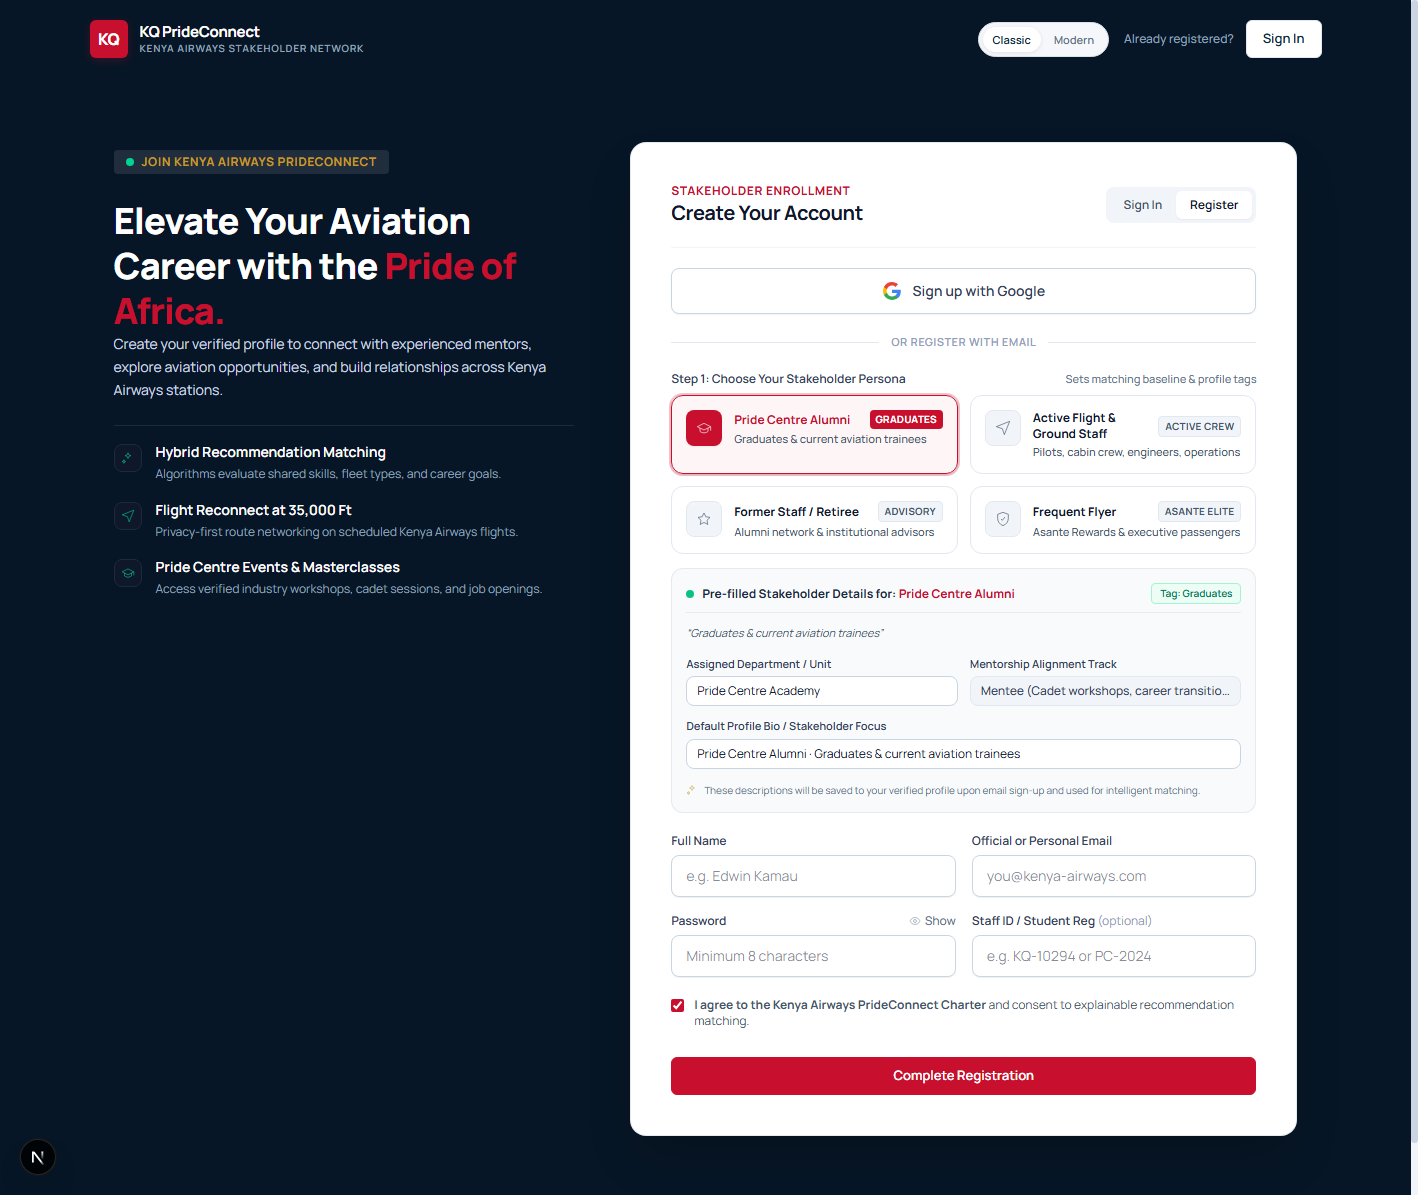 KQ
KQ PrideConnect
KENYA AIRWAYS STAKEHOLDER NETWORK
Classic
Modern
Already registered?
Sign In
JOIN KENYA AIRWAYS PRIDECONNECT
Elevate Your Aviation
Career with the Pride of
Africa.
Create your verified profile to connect with experienced mentors,
explore aviation opportunities, and build relationships across Kenya
Airways stations.
Hybrid Recommendation Matching
Algorithms evaluate shared skills, fleet types, and career goals.
Flight Reconnect at 35,000 Ft
Privacy-first route networking on scheduled Kenya Airways flights.
Pride Centre Events & Masterclasses
Access verified industry workshops, cadet sessions, and job openings.
STAKEHOLDER ENROLLMENT
Create Your Account
Sign In
Register
Sign up with Google
OR REGISTER WITH EMAIL
Step 1: Choose Your Stakeholder Persona
Sets matching baseline & profile tags
Pride Centre Alumni
GRADUATES
Graduates & current aviation trainees
Active Flight &
Ground Staff
ACTIVE CREW
Pilots, cabin crew, engineers, operations
Former Staff / Retiree
ADVISORY
Alumni network & institutional advisors
Frequent Flyer
ASANTE ELITE
Asante Rewards & executive passengers
Pre-filled Stakeholder Details for: Pride Centre Alumni
Tag: Graduates
"Graduates & current aviation trainees"
Assigned Department / Unit
Mentorship Alignment Track
Pride Centre Academy
Mentee (Cadet workshops, career transitio...
Default Profile Bio / Stakeholder Focus
Pride Centre Alumni · Graduates & current aviation trainees
These descriptions will be saved to your verified profile upon email sign-up and used for intelligent matching.
Full Name
Official or Personal Email
e.g. Edwin Kamau
you@kenya-airways.com
Password
Show
Staff ID / Student Reg (optional)
Minimum 8 characters
e.g. KQ-10294 or PC-2024
I agree to the Kenya Airways PrideConnect Charter and consent to explainable recommendation
matching.
Complete Registration
N